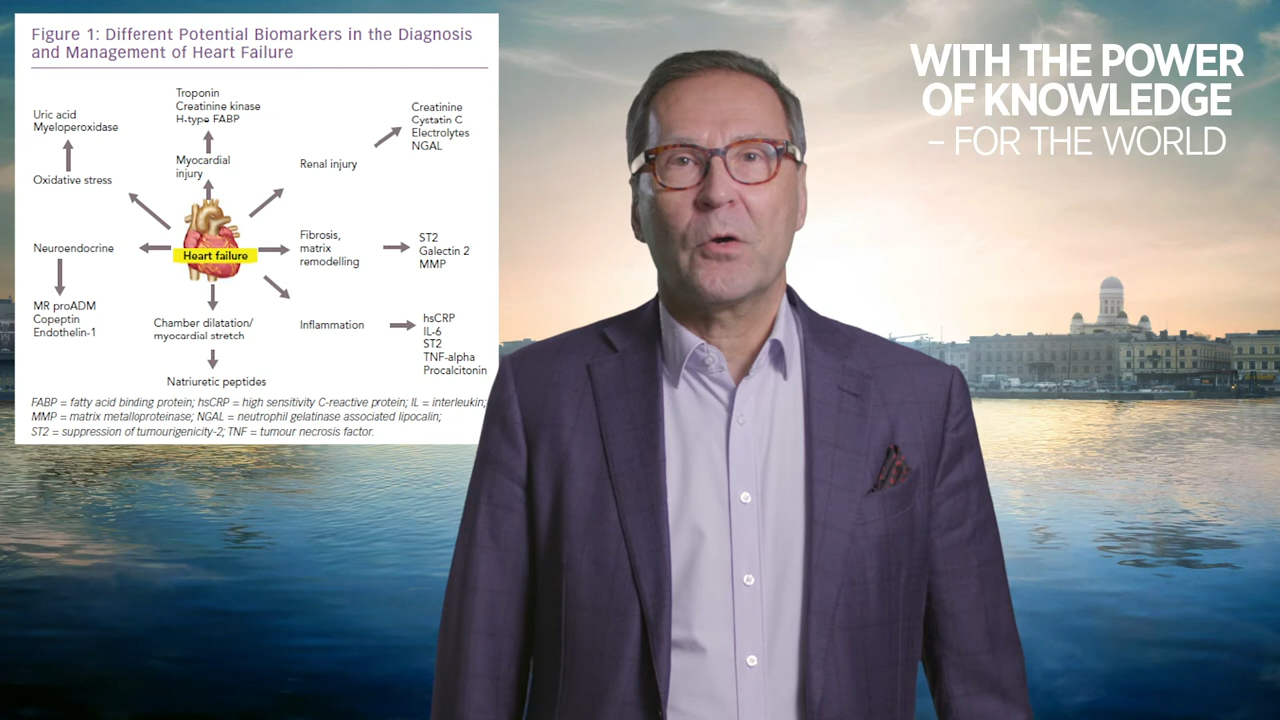 Figure 1: Different Potential Biomarkers in the Diagnosis
and Management of Heart Failure
Troponin
Creatinine kinase
H-type FABP
Uric acid
Myeloperoxidase
Creatinine
Cystatin C
Electrolytes
NGAL
Myocardial
injury
Renal injury
Oxidative stress
Neuroendocrine
Heart failure
Fibrosis,
matrix
remodelling
ST2
Galectin 2
MMP
MR proADM
Copeptin
Endothelin-1
Chamber dilatation/
myocardial stretch
Inflammation
hsCRP
IL-6
ST2
TNF-alpha
Procalcitonin
Natriuretic peptides
FABP = fatty acid binding protein; hsCRP = high sensitivity C-reactive protein; IL = interleukin;
MMP = matrix metalloproteinase; NGAL = neutrophil gelatinase associated lipocalin;
ST2 = suppression of tumourigenicity-2; TNF = tumour necrosis factor.
WITH THE POWER
OF KNOWLEDGE
– FOR THE WORLD